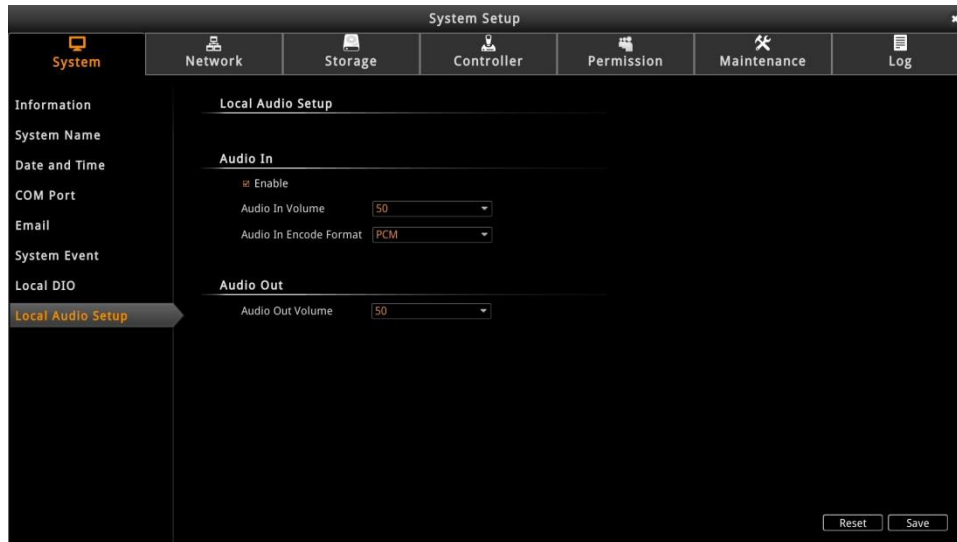 System Setup
System Network Storage Controller Permission Maintenance Log
Information
System Name
Date and Time
COM Port
Email
System Event
Local DIO
Local Audio Setup
Local Audio Setup
Audio In
Enable
Audio In Volume 50
Audio In Encode Format PCM
Audio Out
Audio Out Volume 50
Reset Save